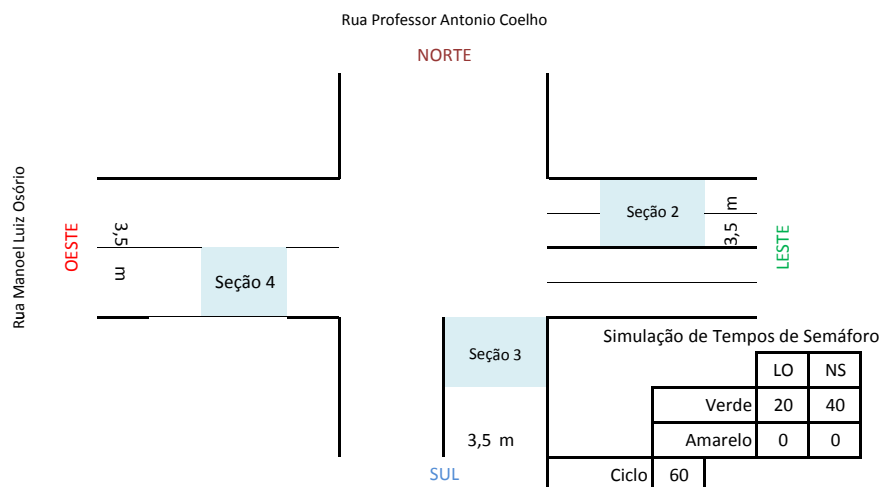 Rua Professor Antonio Coelho
NORTE
Rua Manoel Luiz Osório
OESTE
3,5 m
Seção 4
Seção 2
3,5 m
LESTE
Seção 3
3,5 m
SUL
Simulação de Tempos de Semáforo
LO NS
Verde 20 40
Amarelo 0 0
Ciclo 60